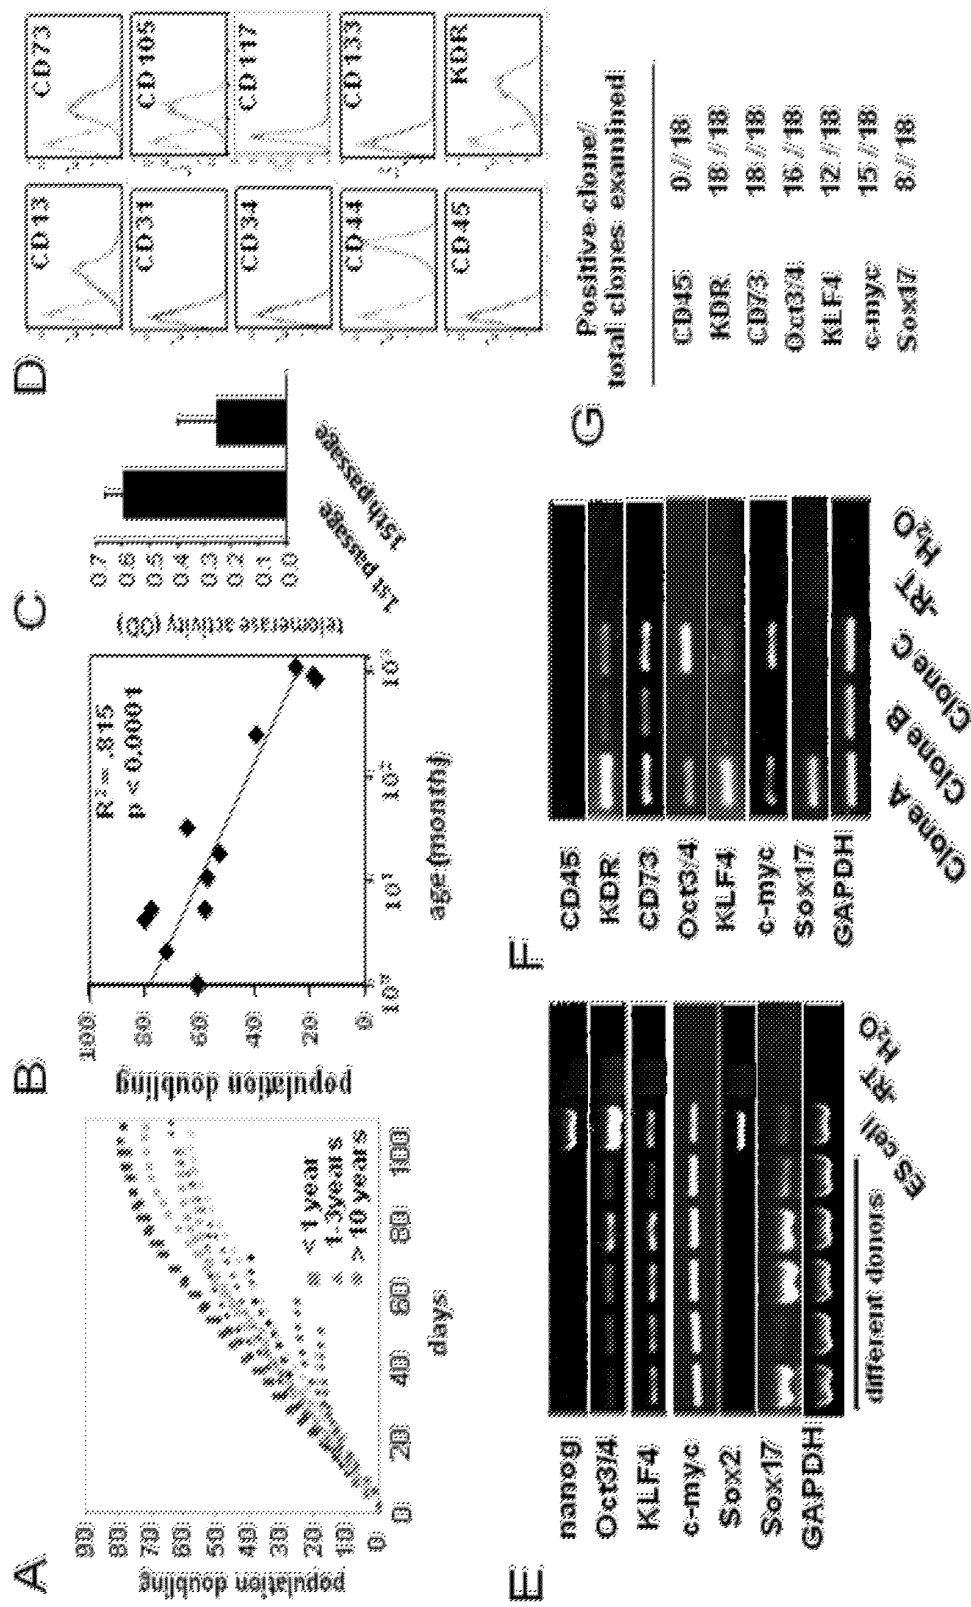 A
population doubling
90
80
70
60
50
40
30
20
10
0
0 20 40 60 80 100
days
< 1 year
1-3years
> 10 years
B
population doubling
100
80
60
40
20
0
R² = .815
p < 0.0001
10⁰ 10¹ 10² 10³
age (month)
C
telomerase activity (OD)
0.7
0.6
0.5
0.4
0.3
0.2
0.1
0.0
1st passage
15th passage
D
CD13 CD73
CD31 CD105
CD34 CD117
CD44 CD133
CD45 KDR
E
nanog
Oct3/4
KLF4
c-myc
Sox2
Sox17
GAPDH
different donors
ES cell
-RT
H₂O
F
CD45
KDR
CD73
Oct3/4
KLF4
c-myc
Sox17
GAPDH
Clone A
Clone B
Clone C
-RT
H₂O
G
Positive clone/
total clones examined
CD45 0 / 18
KDR 18 / 18
CD73 18 / 18
Oct3/4 16 / 18
KLF4 12 / 18
c-myc 15 / 18
Sox17 8 / 18